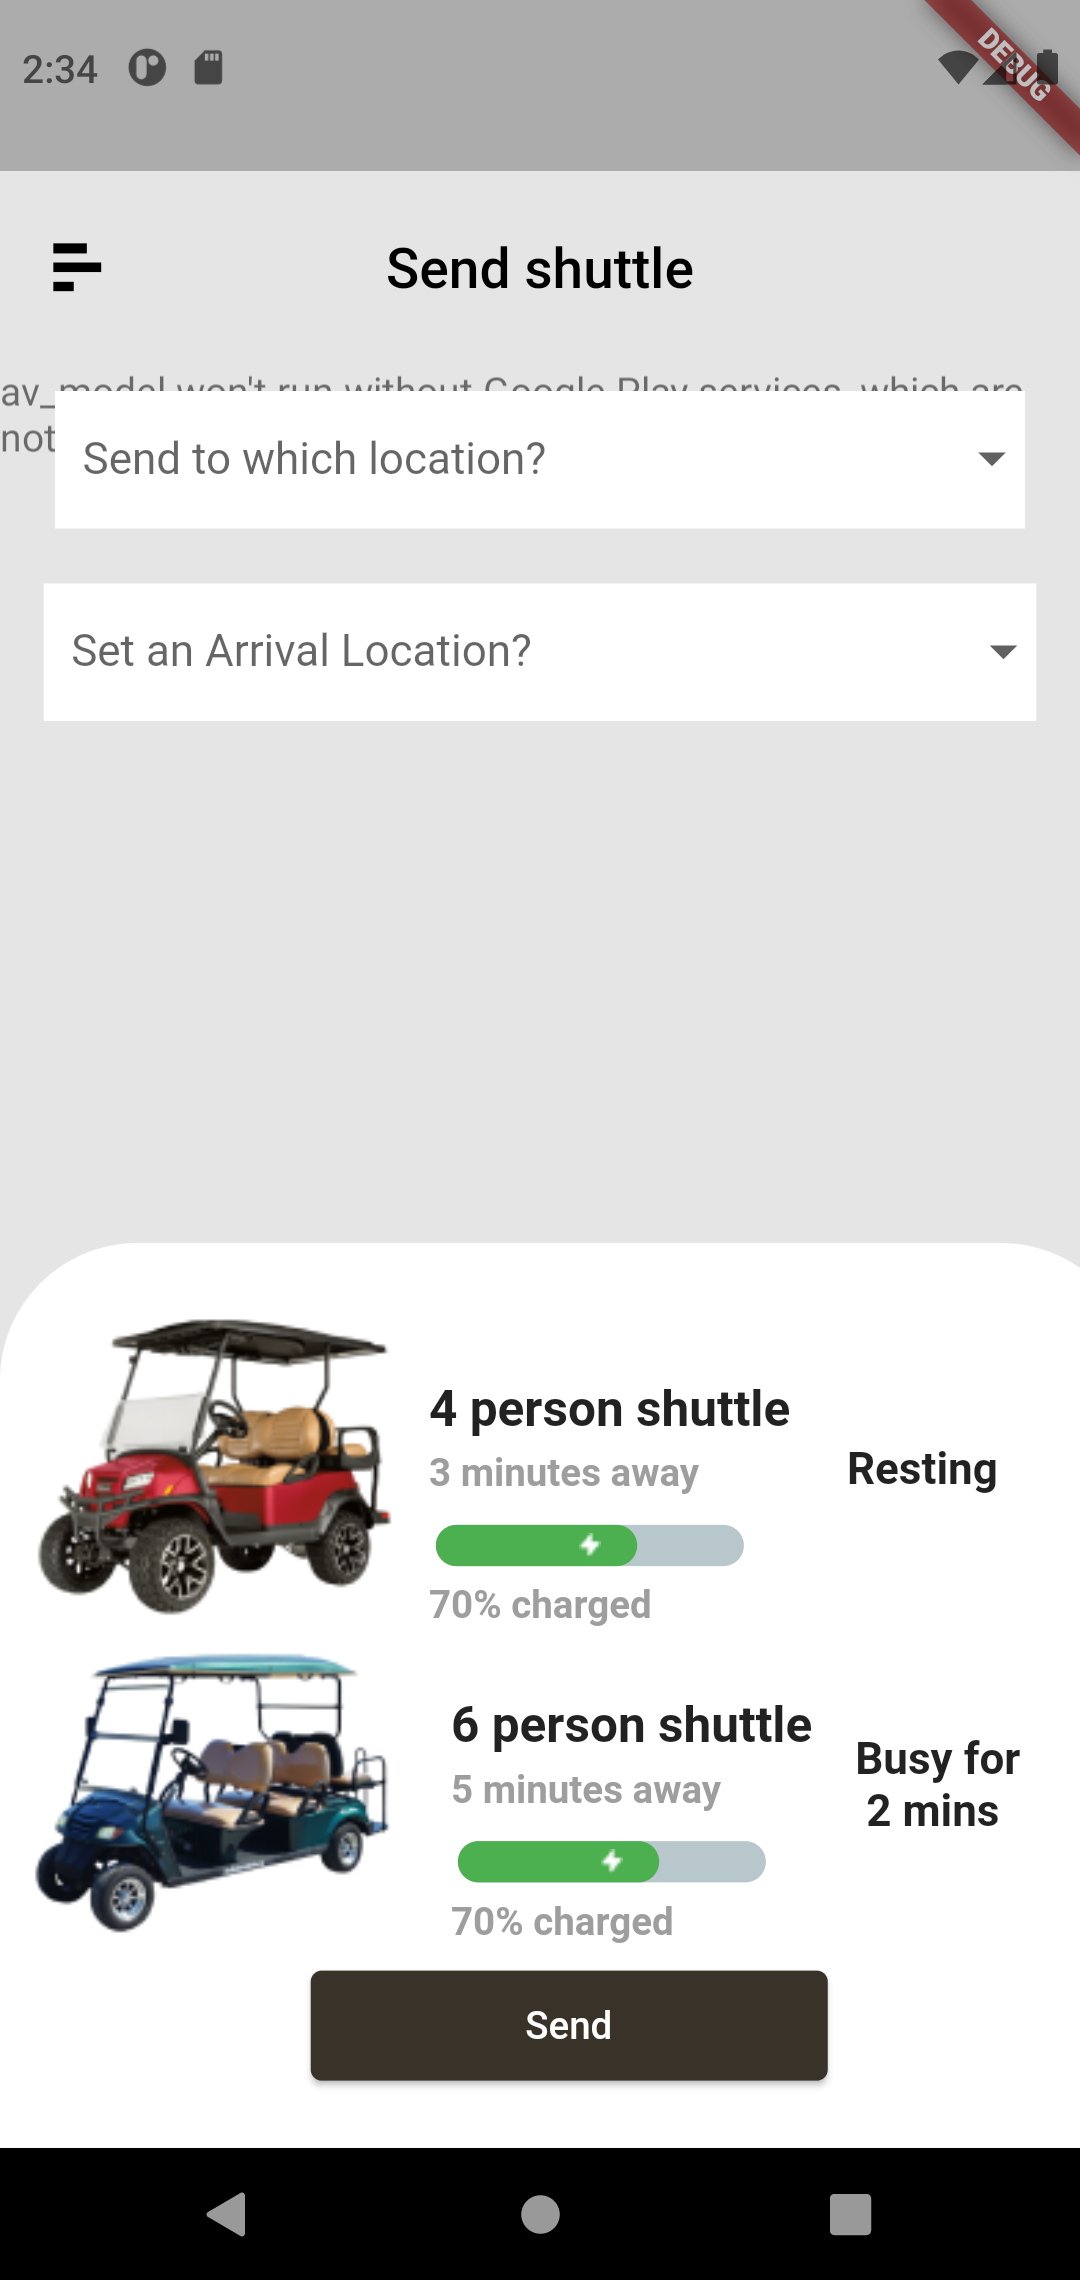 2:34
DEBUG
Send shuttle
av_model won't run without Google Play services, which are
not
Send to which location?
Set an Arrival Location?
4 person shuttle
3 minutes away
Resting
70% charged
6 person shuttle
5 minutes away
Busy for
2 mins
70% charged
Send